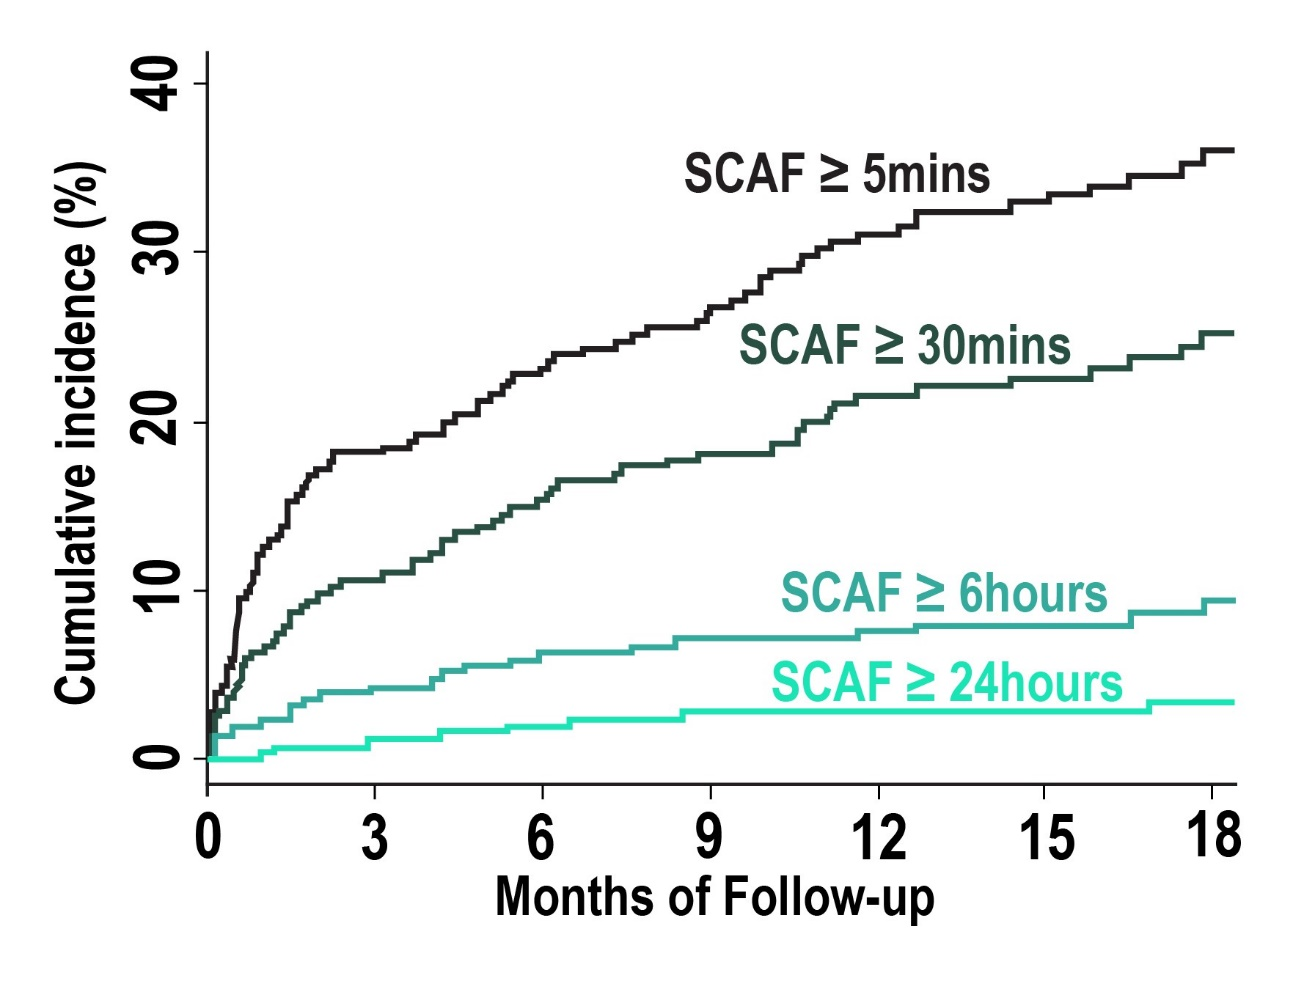 Cumulative incidence (%)
40
30
20
10
0
SCAF ≥ 5mins
SCAF ≥ 30mins
SCAF ≥ 6hours
SCAF ≥ 24hours
0 3 6 9 12 15 18
Months of Follow-up